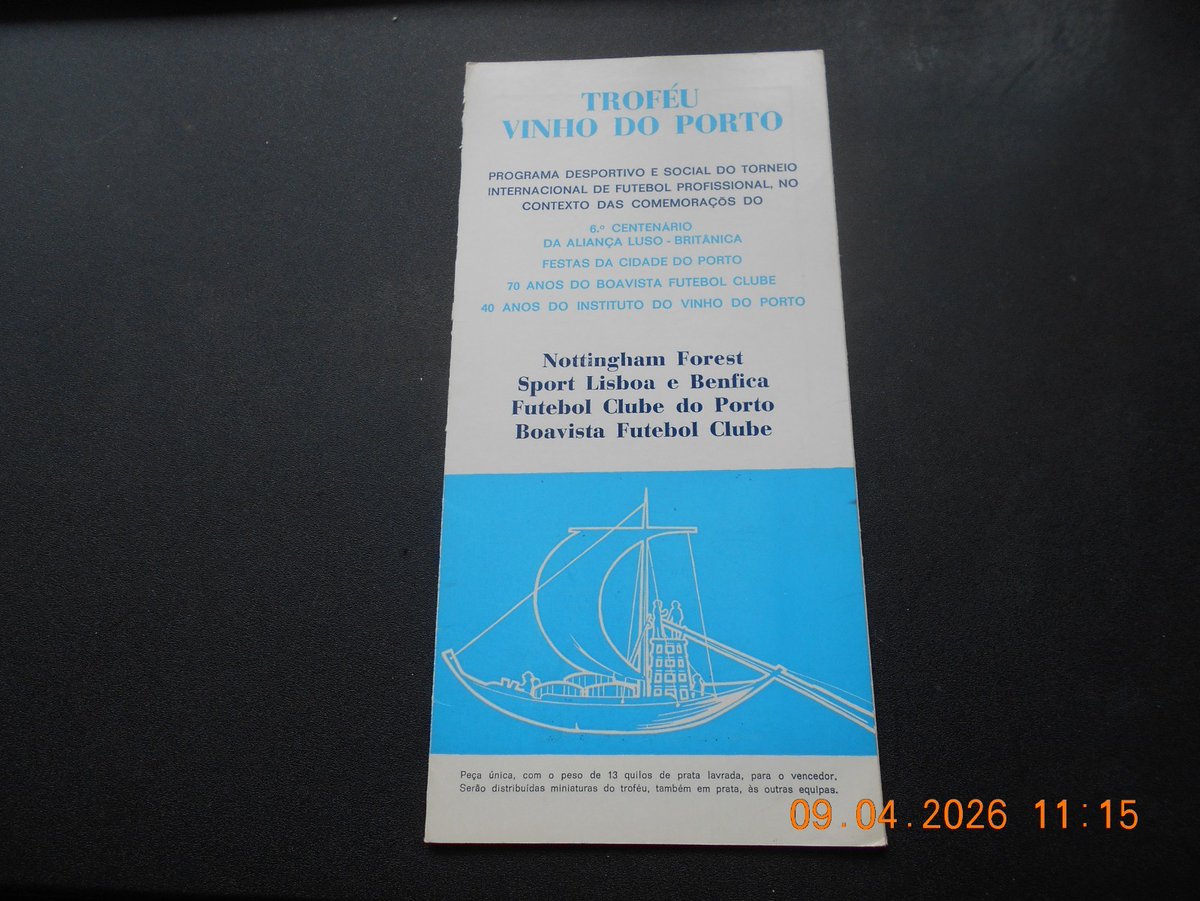 TROFÉU
VINHO DO PORTO
PROGRAMA DESPORTIVO E SOCIAL DO TORNEIO
INTERNACIONAL DE FUTEBOL PROFISSIONAL, NO
CONTEXTO DAS COMEMORAÇÕS DO
6.º CENTENÁRIO
DA ALIANÇA LUSO - BRITÂNICA
FESTAS DA CIDADE DO PORTO
70 ANOS DO BOAVISTA FUTEBOL CLUBE
40 ANOS DO INSTITUTO DO VINHO DO PORTO
Nottingham Forest
Sport Lisboa e Benfica
Futebol Clube do Porto
Boavista Futebol Clube
Peça única, com o peso de 13 quilos de prata lavrada, para o vencedor.
Serão distribuídas miniaturas do troféu, também em prata, às outras equipas.
09.04.2026 11:15